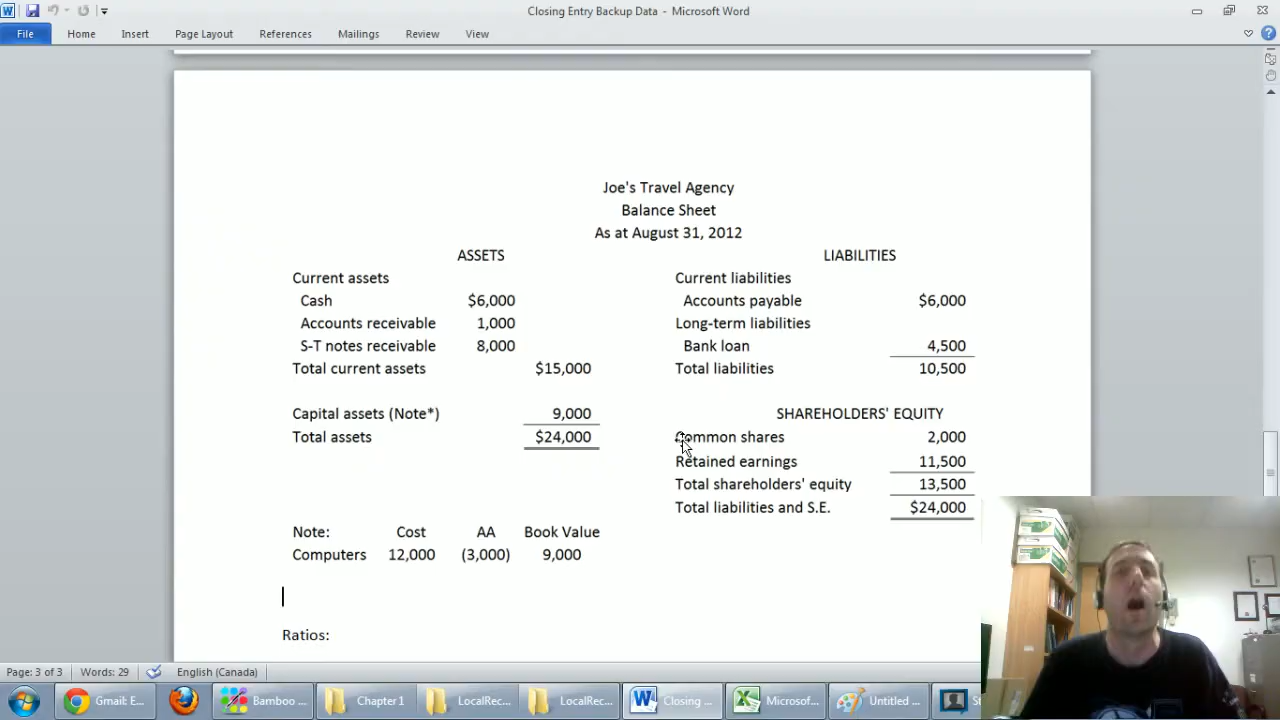 Closing Entry Backup Data - Microsoft Word
File Home Insert Page Layout References Mailings Review View
Joe's Travel Agency
Balance Sheet
As at August 31, 2012
ASSETS LIABILITIES
Current assets Current liabilities
Cash $6,000 Accounts payable $6,000
Accounts receivable 1,000 Long-term liabilities
S-T notes receivable 8,000 Bank loan 4,500
Total current assets $15,000 Total liabilities 10,500
Capital assets (Note*) 9,000 SHAREHOLDERS' EQUITY
Total assets $24,000 Common shares 2,000
Retained earnings 11,500
Total shareholders' equity 13,500
Total liabilities and S.E. $24,000
Note: Cost AA Book Value
Computers 12,000 (3,000) 9,000
Ratios:
Page: 3 of 3 Words: 29 English (Canada)
Gmail: E... Bamboo ... Chapter 1 LocalRec... LocalRec... Closing ... Microsof... Untitled ... St